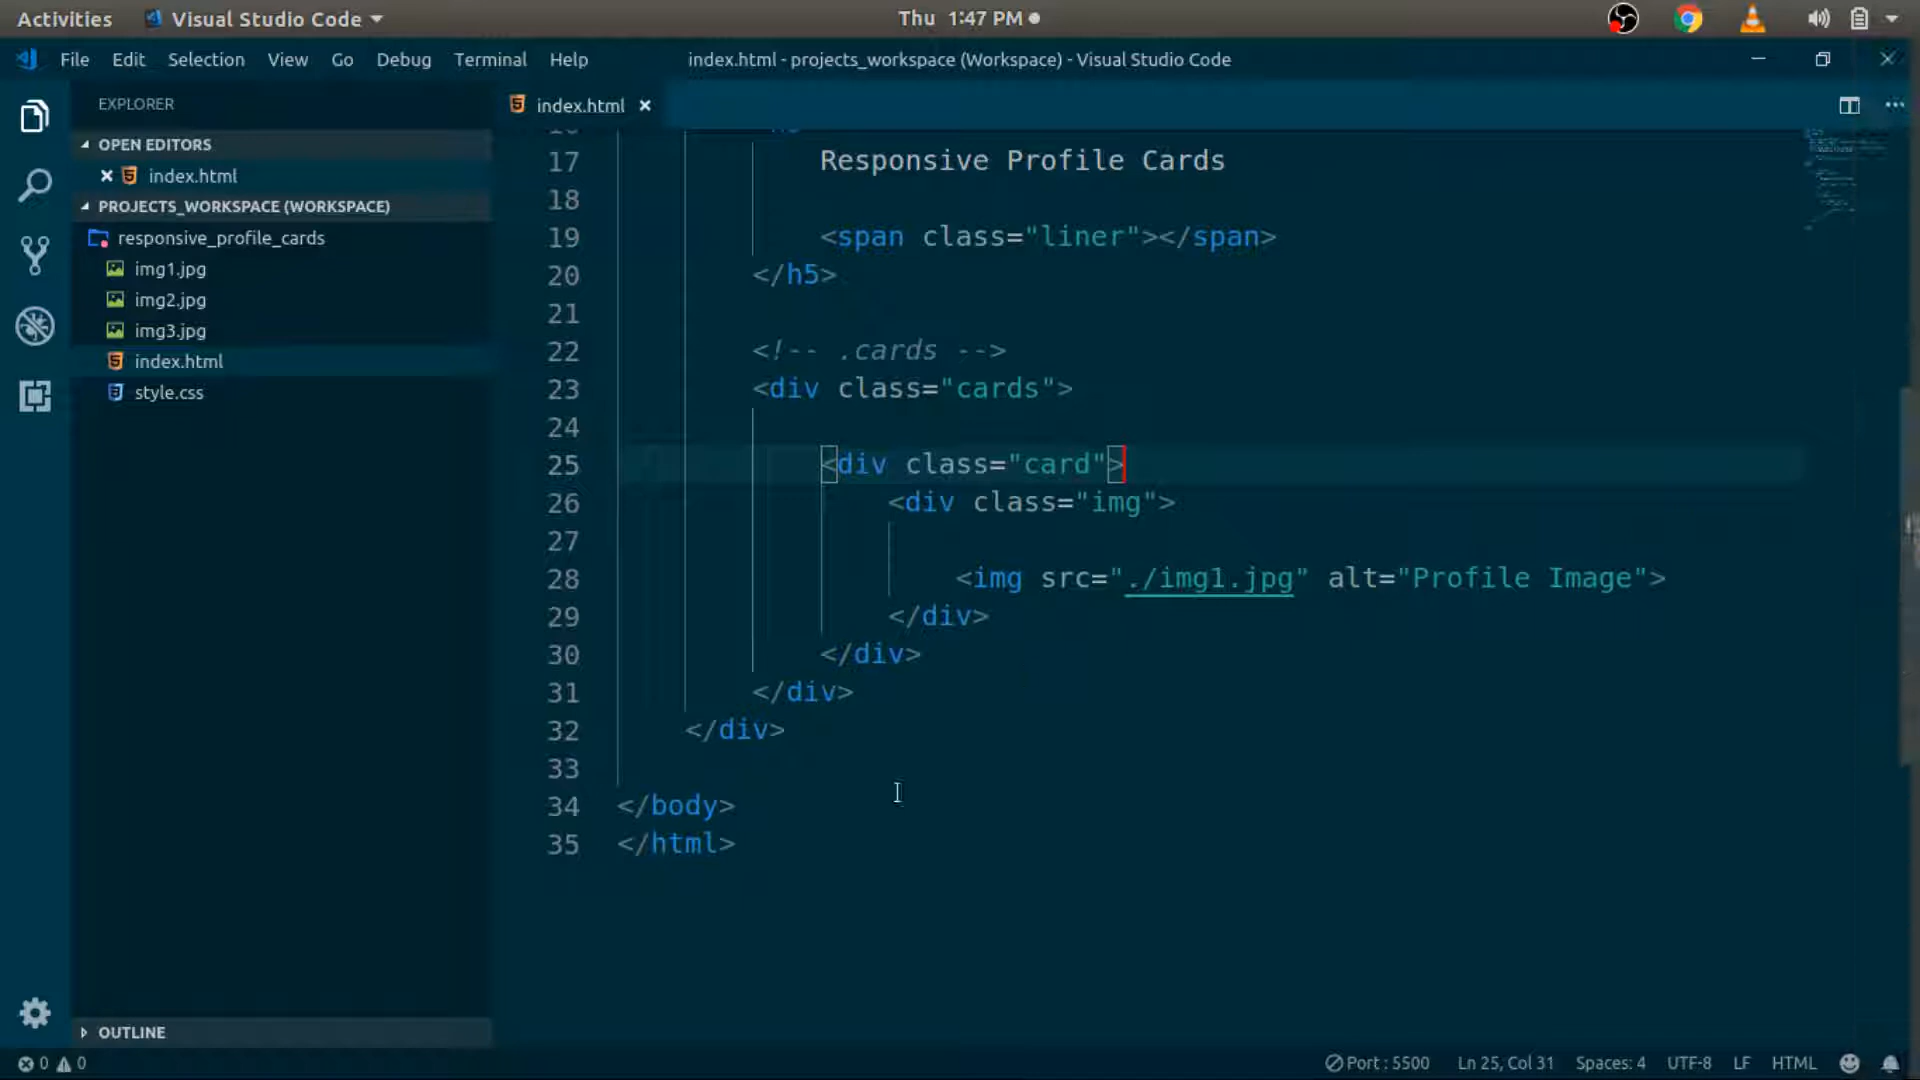 Activities
Visual Studio Code
Thu 1:47 PM
File Edit Selection View Go Debug Terminal Help
index.html - projects_workspace (Workspace) - Visual Studio Code
EXPLORER
OPEN EDITORS
index.html
PROJECTS_WORKSPACE (WORKSPACE)
responsive_profile_cards
img1.jpg
img2.jpg
img3.jpg
index.html
style.css
OUTLINE
index.html
17 Responsive Profile Cards
18
19 <span class="liner"></span>
20 </h5>
21
22 <!-- .cards -->
23 <div class="cards">
24
25 <div class="card">
26 <div class="img">
27
28 <img src="./img1.jpg" alt="Profile Image">
29 </div>
30 </div>
31 </div>
32 </div>
33
34 </body>
35 </html>
0 0
Port : 5500 Ln 25, Col 31 Spaces: 4 UTF-8 LF HTML